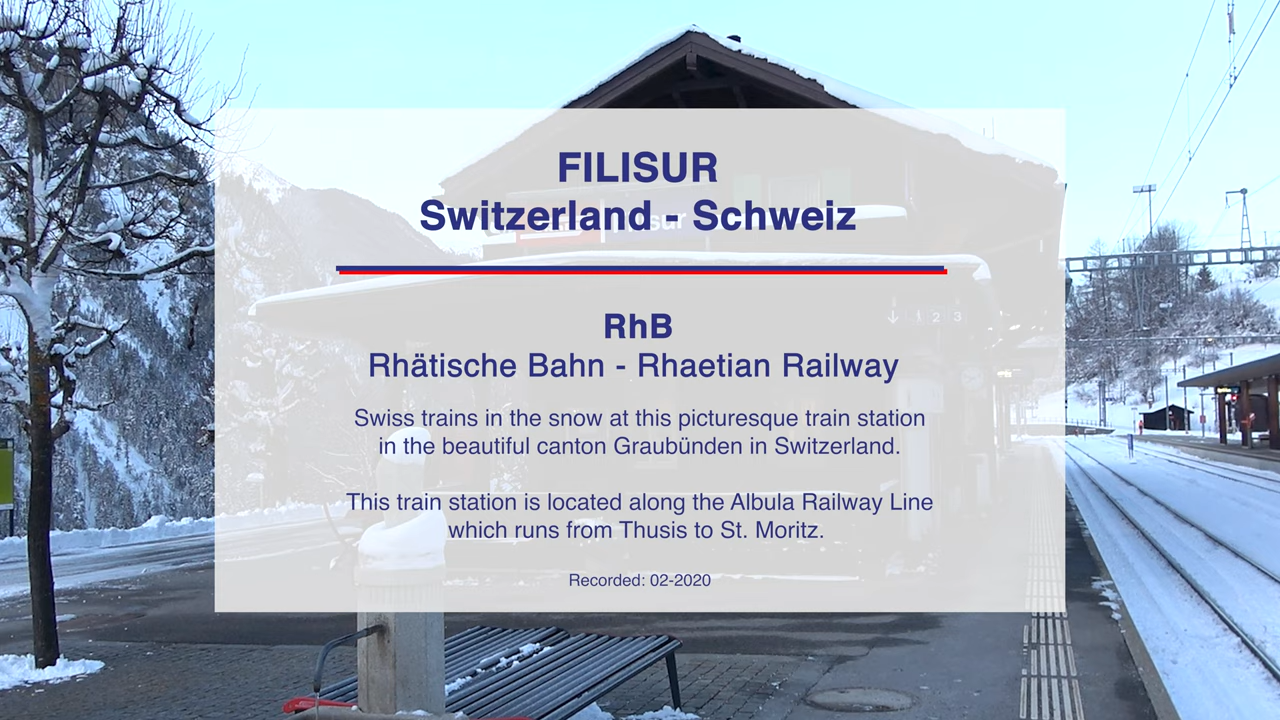 FILISUR
Switzerland - Schweiz
RhB
Rhätische Bahn - Rhaetian Railway
Swiss trains in the snow at this picturesque train station
in the beautiful canton Graubünden in Switzerland.
This train station is located along the Albula Railway Line
which runs from Thusis to St. Moritz.
Recorded: 02-2020
2 3